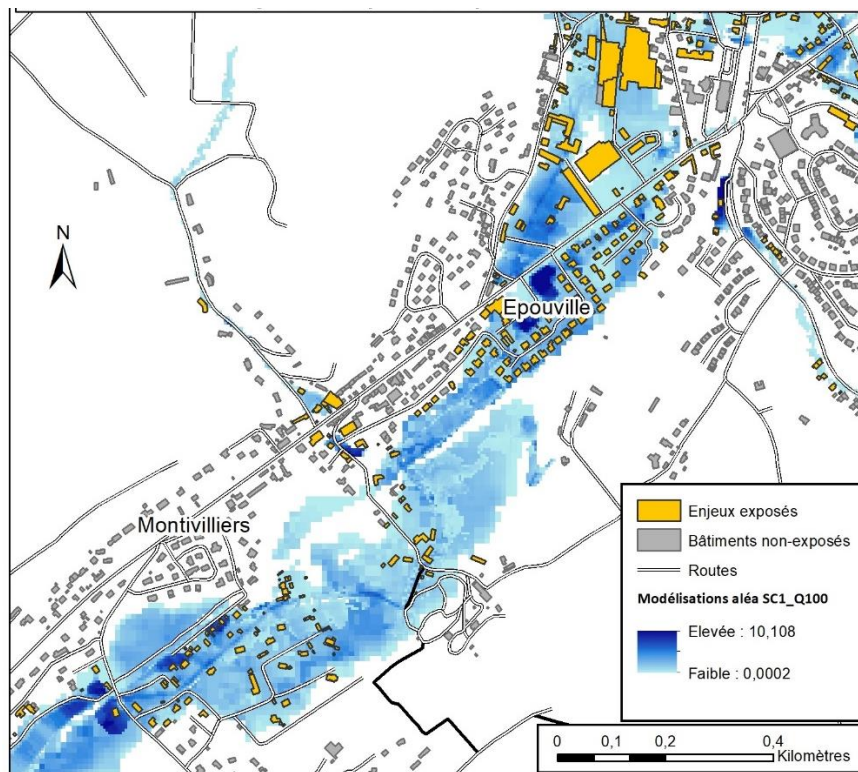 N
Epouville
Montivilliers
Enjeux exposés
Bâtiments non-exposés
Routes
Modélisations aléa SC1_Q100
Elevée : 10,108
Faible : 0,0002
0 0,1 0,2 0,4
Kilomètres